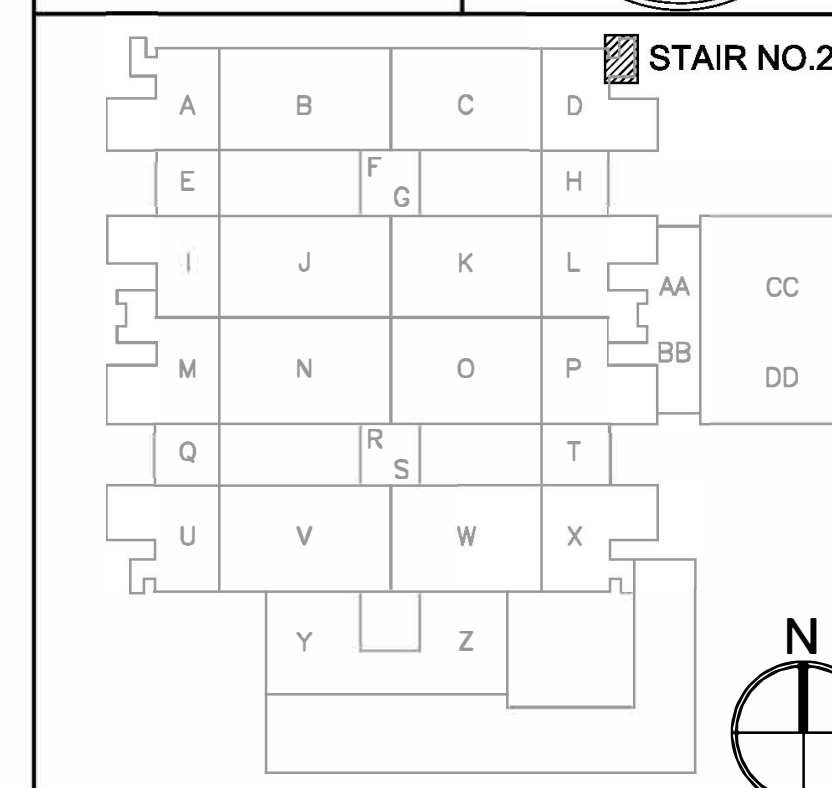 STAIR NO.2
A B C D
E F G H
I J K L
AA CC
BB DD
M N O P
Q R S T
U V W X
Y Z
N